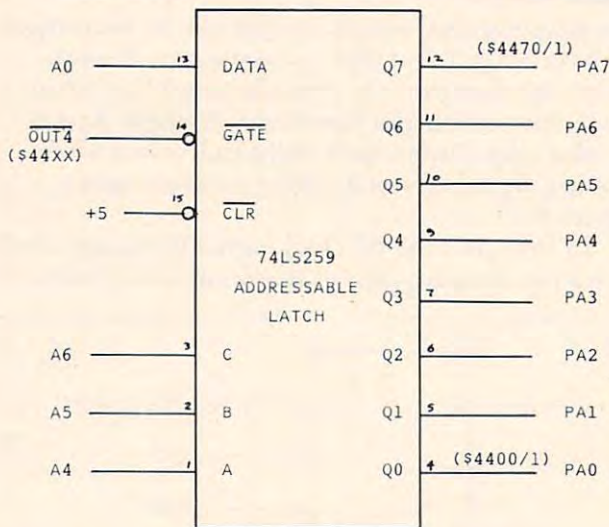 ($4470/1)
A0 13 DATA Q7 12 PA7
OUT4 14 GATE Q6 11 PA6
($44XX)
Q5 10 PA5
+5 15 CLR
Q4 9 PA4
74LS259
ADDRESSABLE
LATCH
Q3 7 PA3
A6 3 C Q2 6 PA2
A5 2 B Q1 5 PA1
A4 1 A Q0 4 ($4400/1) PA0